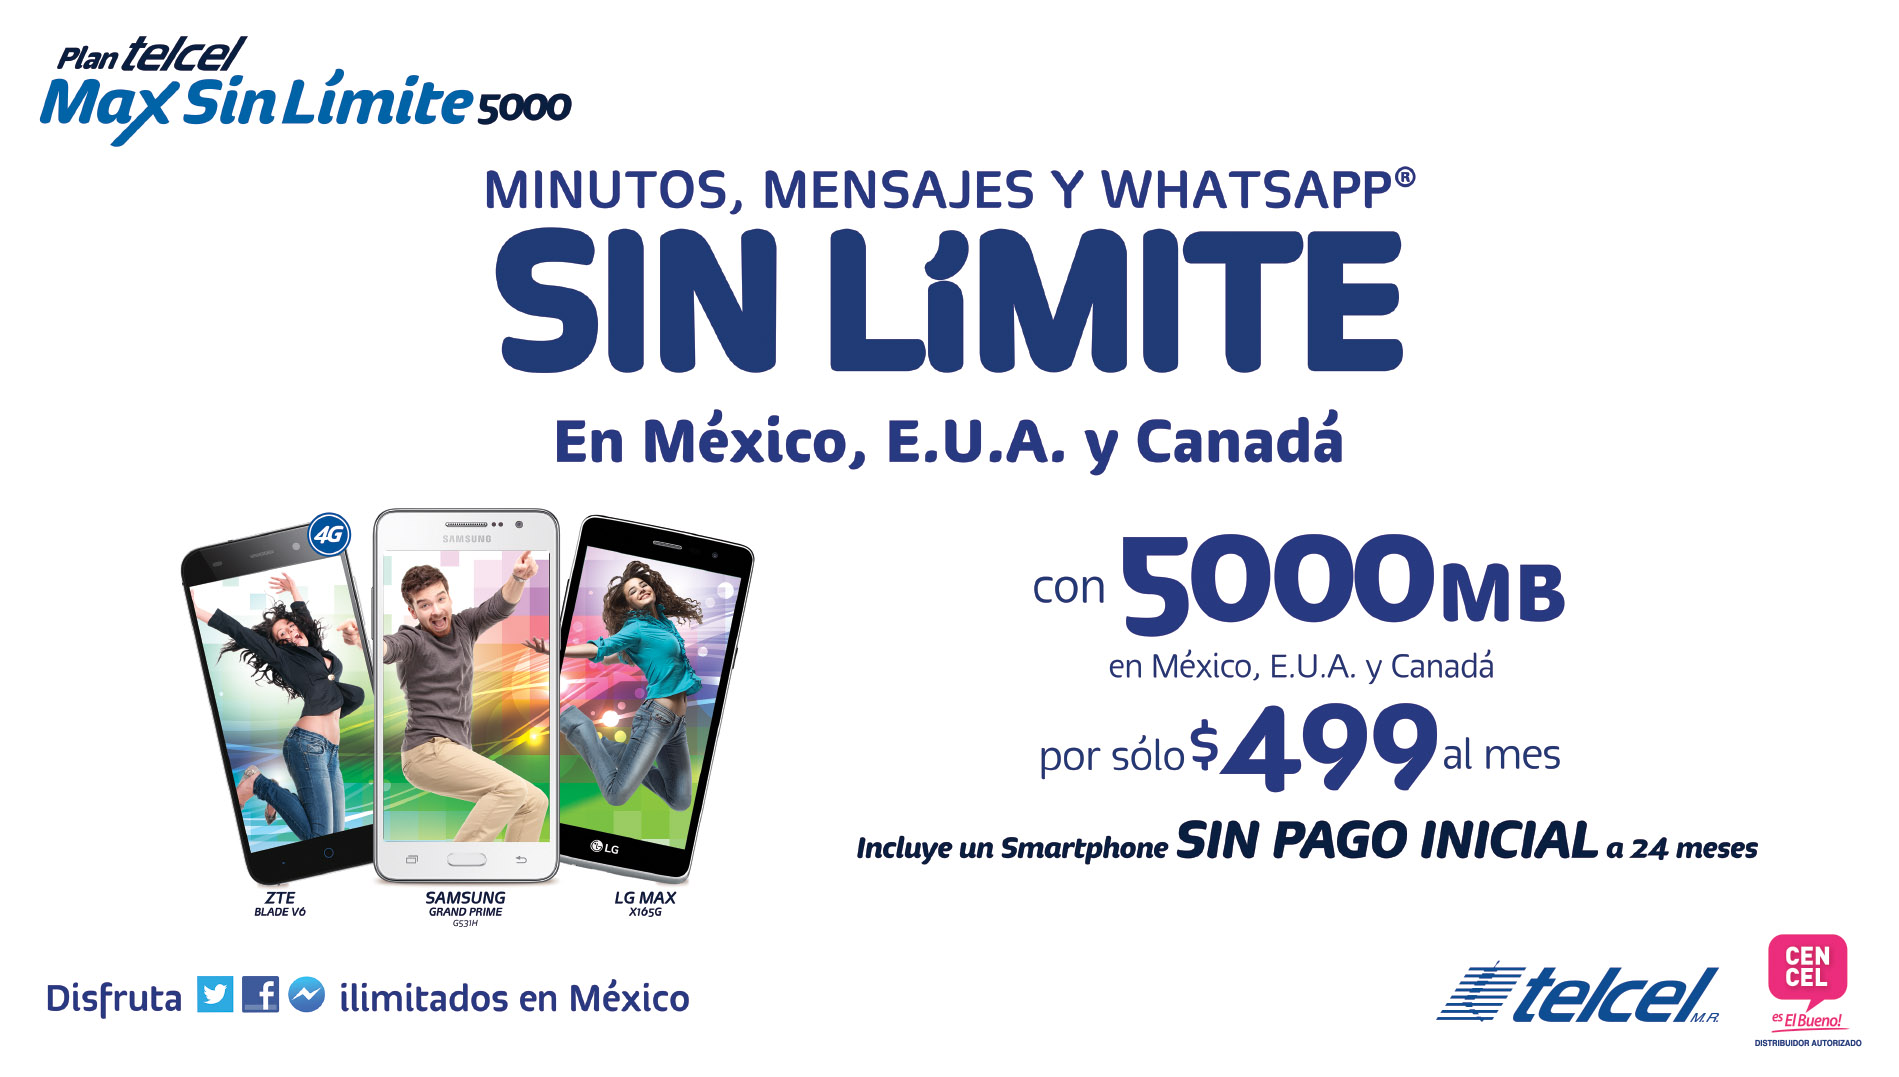 Plan telcel
Max Sin Límite 5000
MINUTOS, MENSAJES Y WHATSAPP®
SIN LíMITE
En México, E.U.A. y Canadá
con 5000MB
en México, E.U.A. y Canadá
por sólo $499 al mes
Incluye un Smartphone SIN PAGO INICIAL a 24 meses
4G
SAMSUNG
LG
ZTE
BLADE V6
SAMSUNG
GRAND PRIME
G531H
LG MAX
X165G
Disfruta f ilimitados en México
telcel M.R.
CEN
CEL
es El Bueno!
DISTRIBUIDOR AUTORIZADO